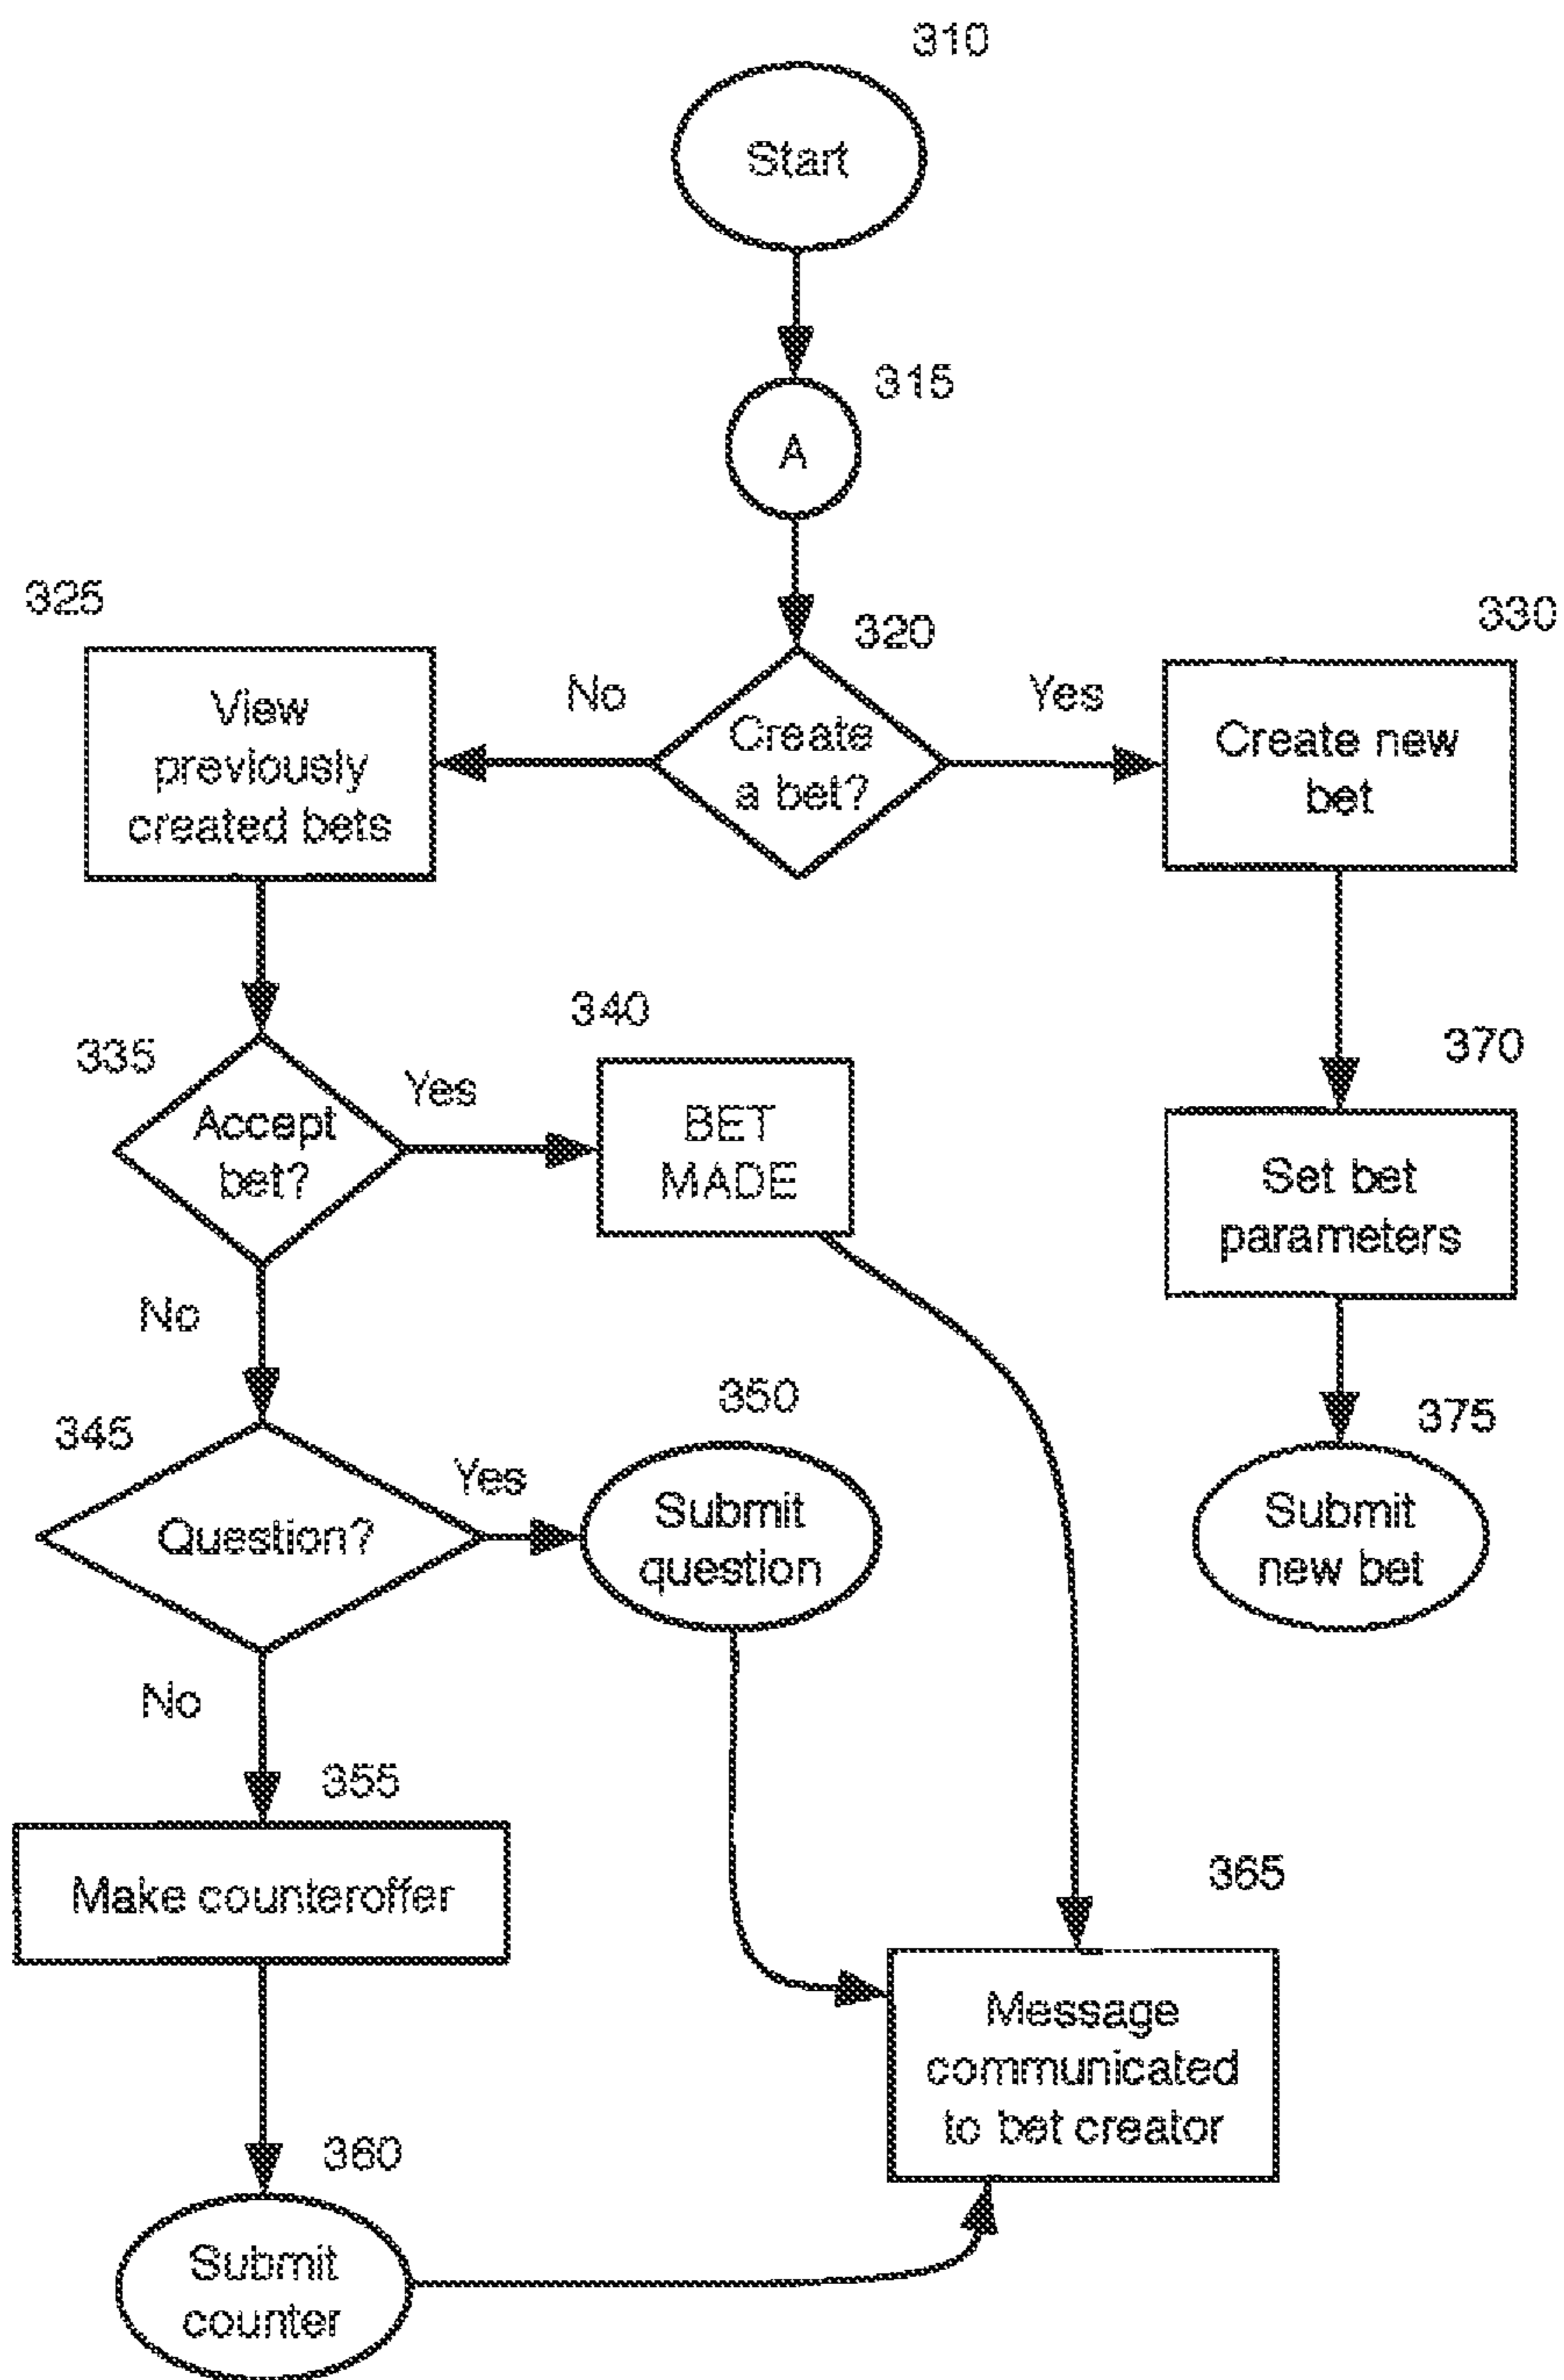 310
Start
315
A
320
325
330
No
Yes
View
previously
created bets
Create
a bet?
Create new
bet
335
340
370
Yes
Accept
bet?
BET
MADE
Set bet
parameters
No
345
350
375
Yes
Question?
Submit
question
Submit
new bet
No
355
Make counteroffer
365
Message
communicated
to bet creator
360
Submit
counter